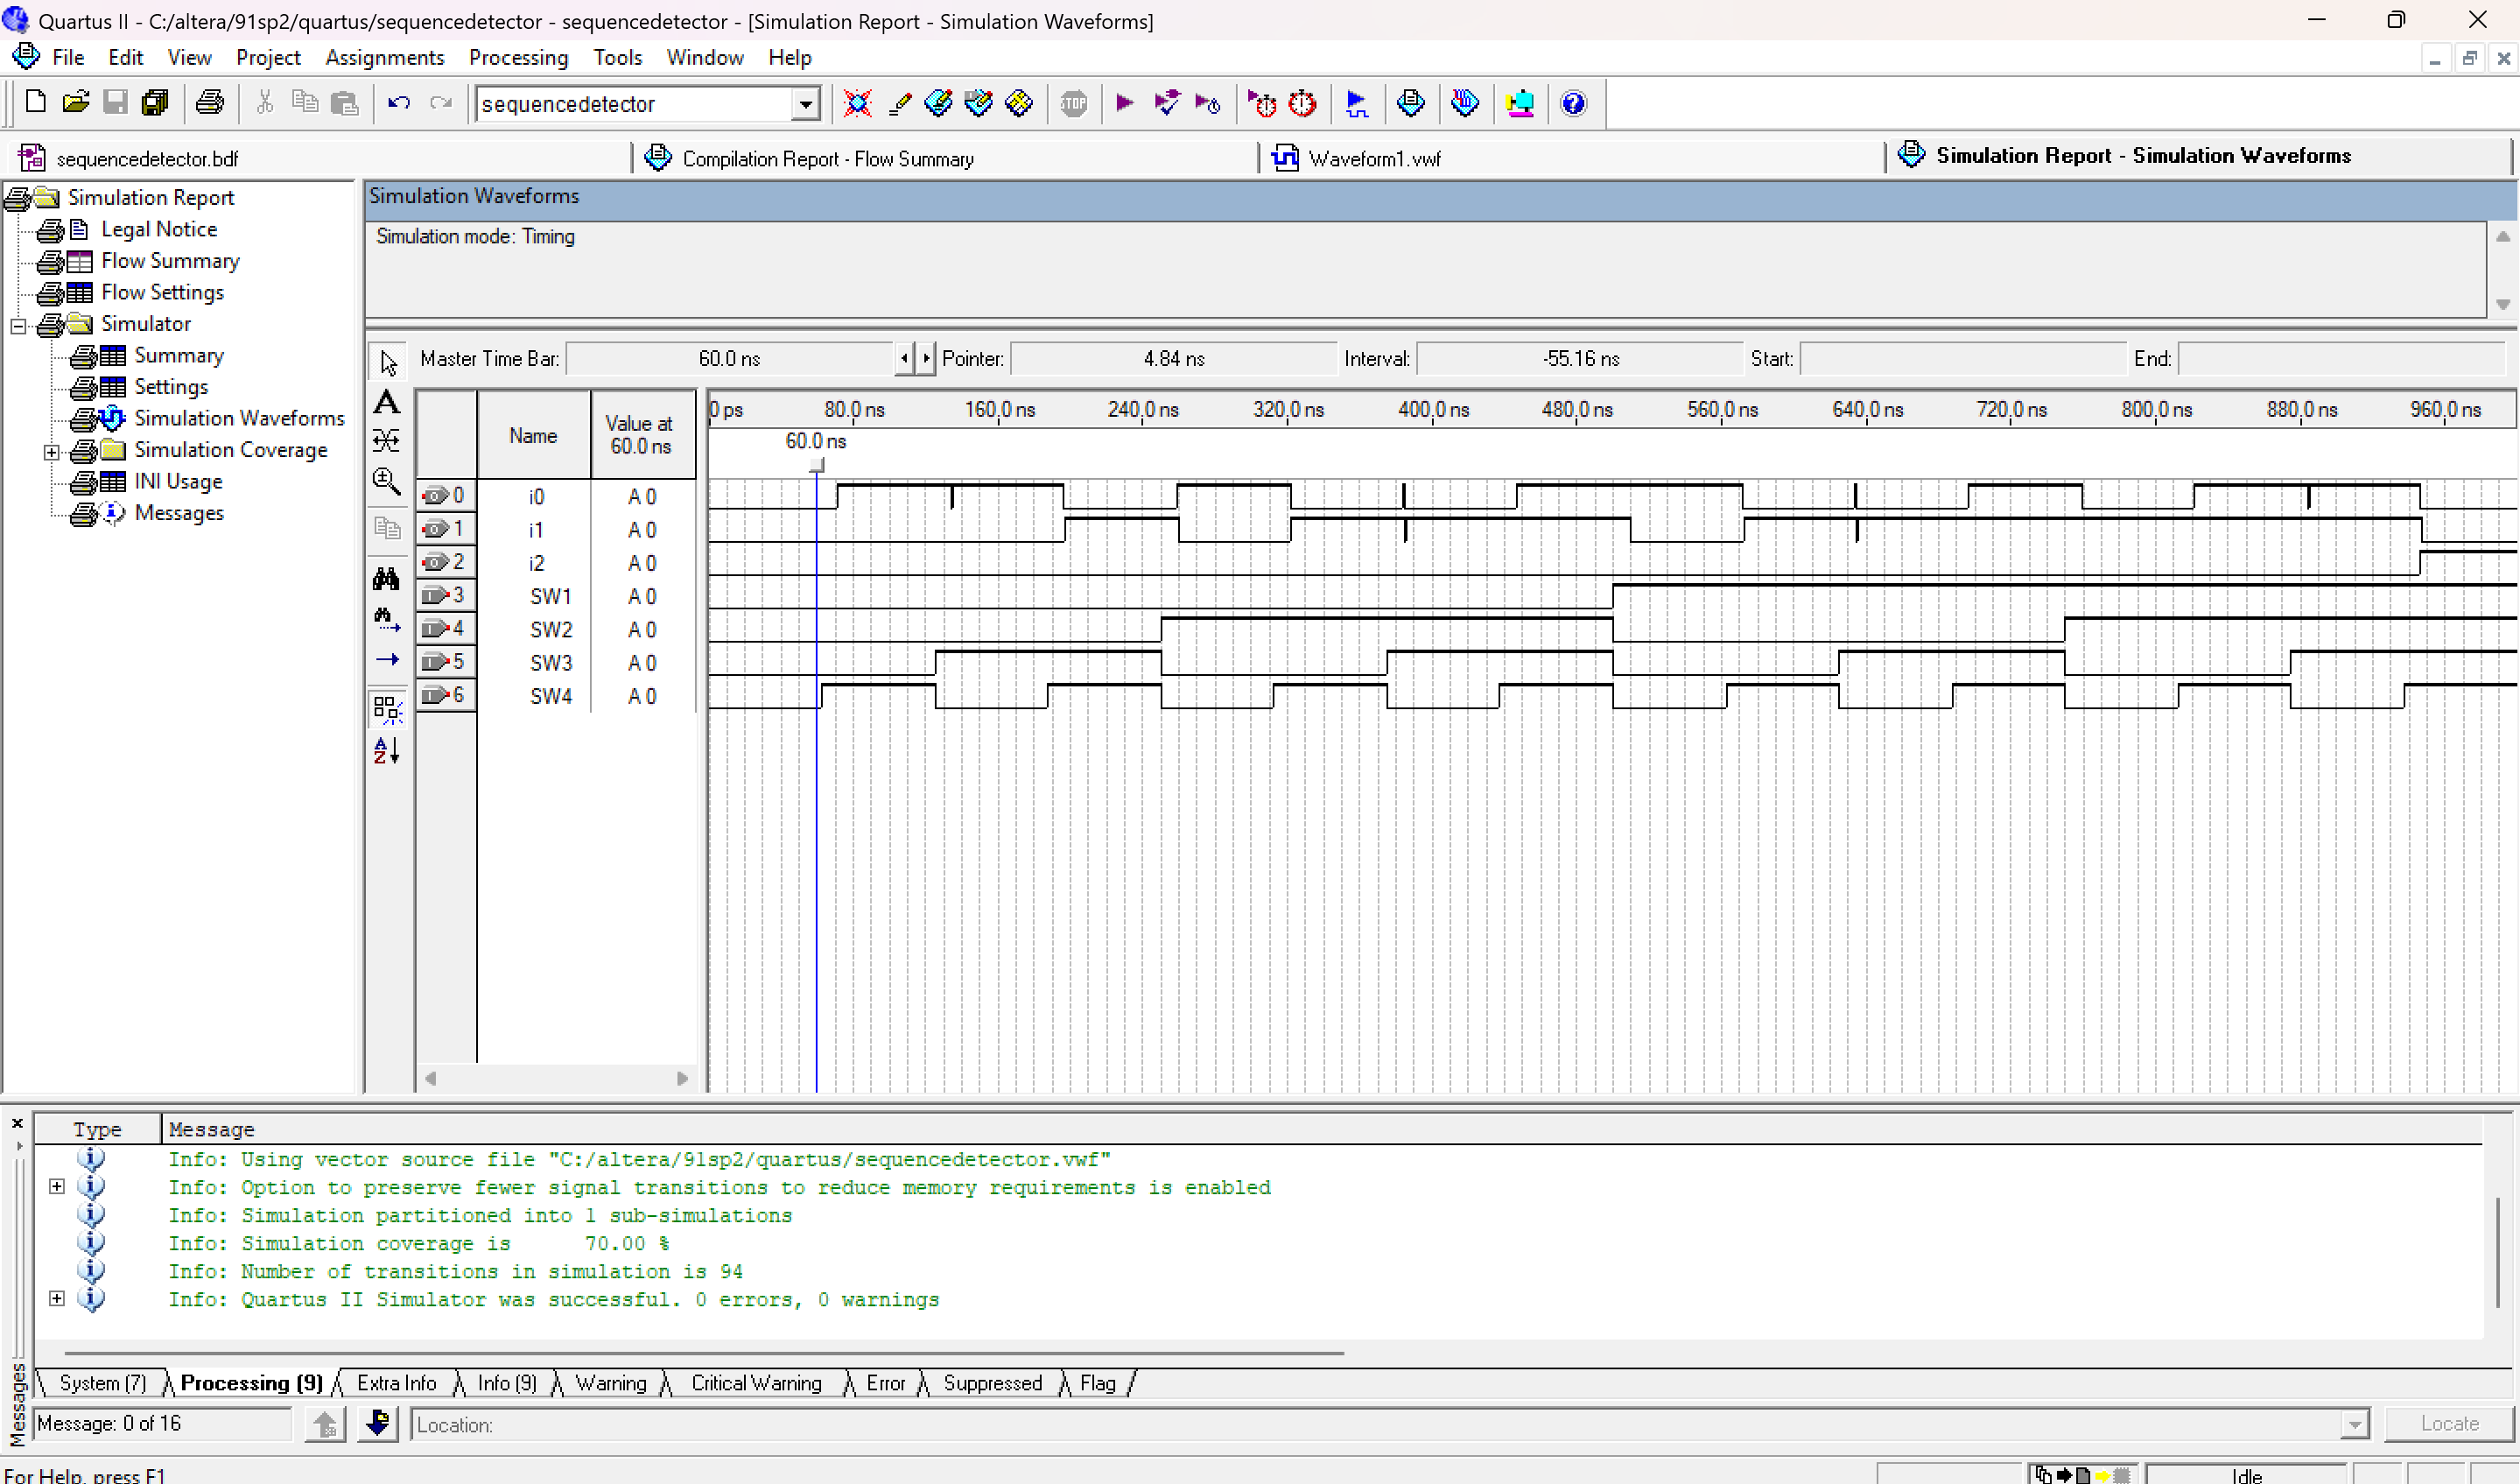 Quartus II - C:/altera/91sp2/quartus/sequencedetector - sequencedetector - [Simulation Report - Simulation Waveforms]
File Edit View Project Assignments Processing Tools Window Help
sequencedetector
sequencedetector.bdf
Compilation Report - Flow Summary
Waveform1.vwf
Simulation Report - Simulation Waveforms
Simulation Report
Legal Notice
Flow Summary
Flow Settings
Simulator
Summary
Settings
Simulation Waveforms
Simulation Coverage
INI Usage
Messages
Simulation Waveforms
Simulation mode: Timing
Master Time Bar: 60.0 ns Pointer: 4.84 ns Interval: -55.16 ns Start: End:
Name
Value at
60.0 ns
0 ps 80.0 ns 160.0 ns 240.0 ns 320.0 ns 400.0 ns 480.0 ns 560.0 ns 640.0 ns 720.0 ns 800.0 ns 880.0 ns 960.0 ns
60.0 ns
0 i0 A 0
1 i1 A 0
2 i2 A 0
3 SW1 A 0
4 SW2 A 0
5 SW3 A 0
6 SW4 A 0
Type Message
Info: Using vector source file "C:/altera/91sp2/quartus/sequencedetector.vwf"
Info: Option to preserve fewer signal transitions to reduce memory requirements is enabled
Info: Simulation partitioned into 1 sub-simulations
Info: Simulation coverage is 70.00 %
Info: Number of transitions in simulation is 94
Info: Quartus II Simulator was successful. 0 errors, 0 warnings
System (7) Processing (9) Extra Info Info (9) Warning Critical Warning Error Suppressed Flag
Messages
Message: 0 of 16
Location:
Locate
For Help, press F1
Idle